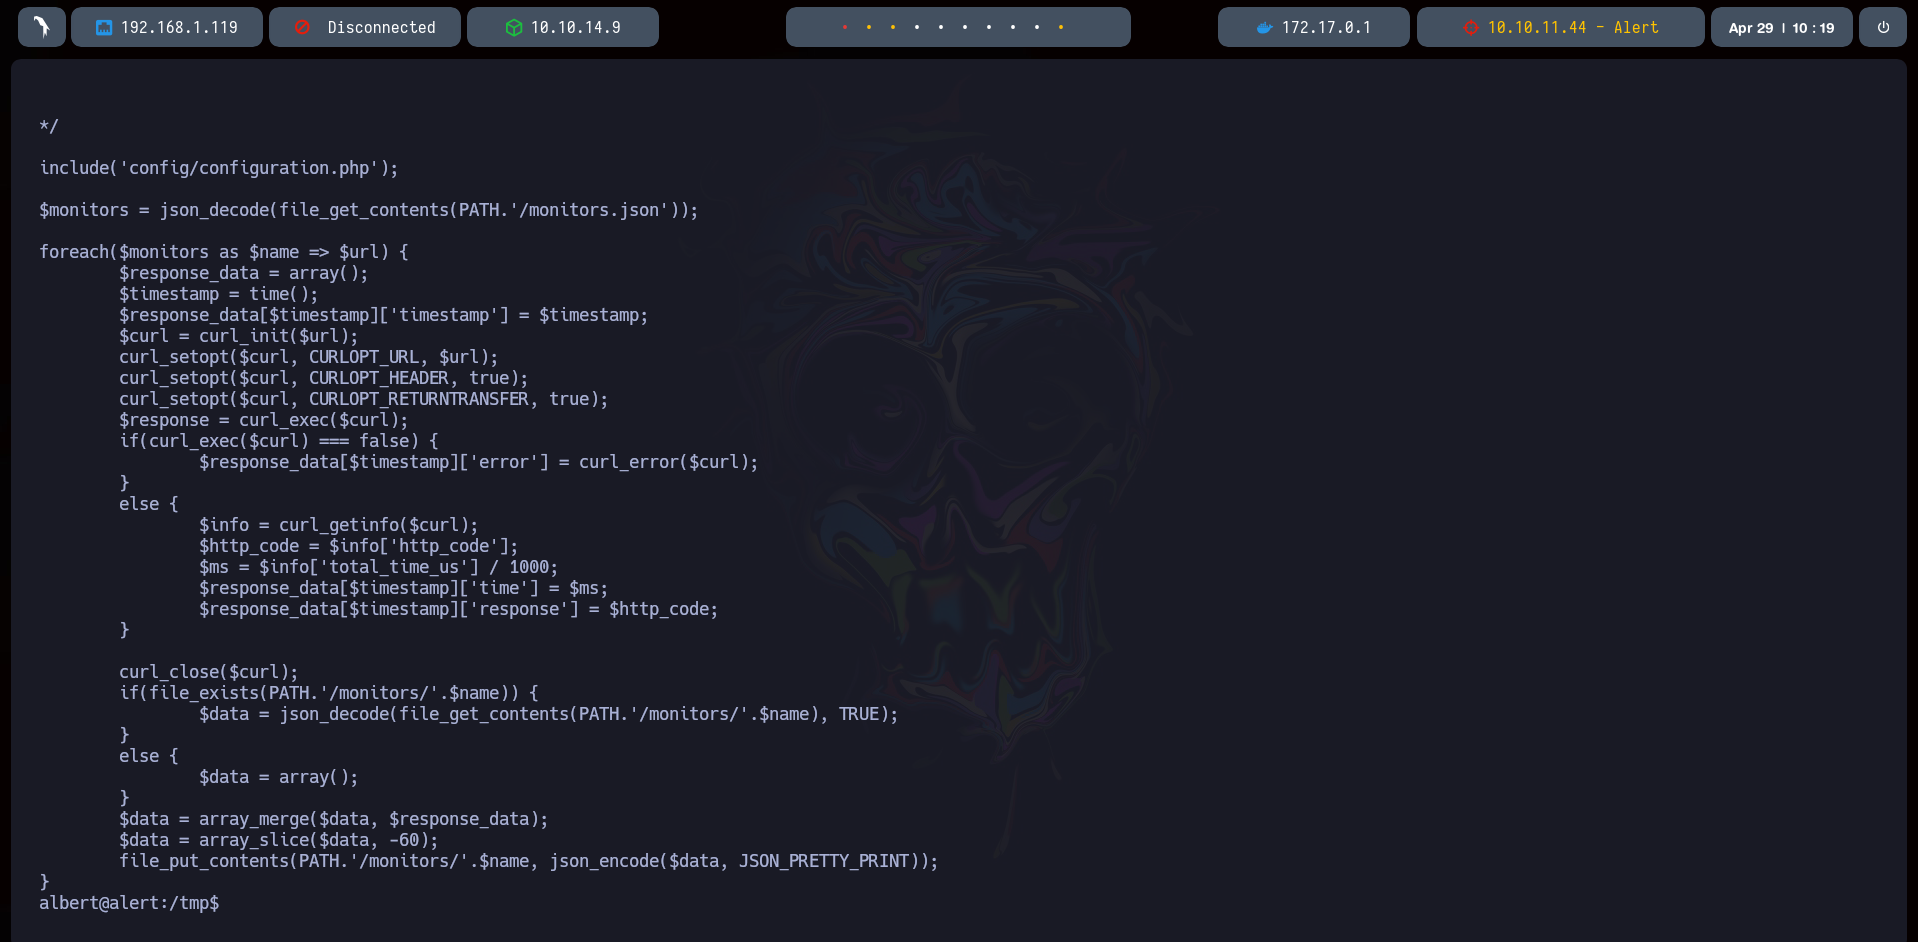 192.168.1.119 Disconnected 10.10.14.9 172.17.0.1 10.10.11.44 - Alert Apr 29 | 10 : 19
*/
include('config/configuration.php');
$monitors = json_decode(file_get_contents(PATH.'/monitors.json'));
foreach($monitors as $name => $url) {
        $response_data = array();
        $timestamp = time();
        $response_data[$timestamp]['timestamp'] = $timestamp;
        $curl = curl_init($url);
        curl_setopt($curl, CURLOPT_URL, $url);
        curl_setopt($curl, CURLOPT_HEADER, true);
        curl_setopt($curl, CURLOPT_RETURNTRANSFER, true);
        $response = curl_exec($curl);
        if(curl_exec($curl) === false) {
                $response_data[$timestamp]['error'] = curl_error($curl);
        }
        else {
                $info = curl_getinfo($curl);
                $http_code = $info['http_code'];
                $ms = $info['total_time_us'] / 1000;
                $response_data[$timestamp]['time'] = $ms;
                $response_data[$timestamp]['response'] = $http_code;
        }
        curl_close($curl);
        if(file_exists(PATH.'/monitors/'.$name)) {
                $data = json_decode(file_get_contents(PATH.'/monitors/'.$name), TRUE);
        }
        else {
                $data = array();
        }
        $data = array_merge($data, $response_data);
        $data = array_slice($data, -60);
        file_put_contents(PATH.'/monitors/'.$name, json_encode($data, JSON_PRETTY_PRINT));
}
albert@alert:/tmp$